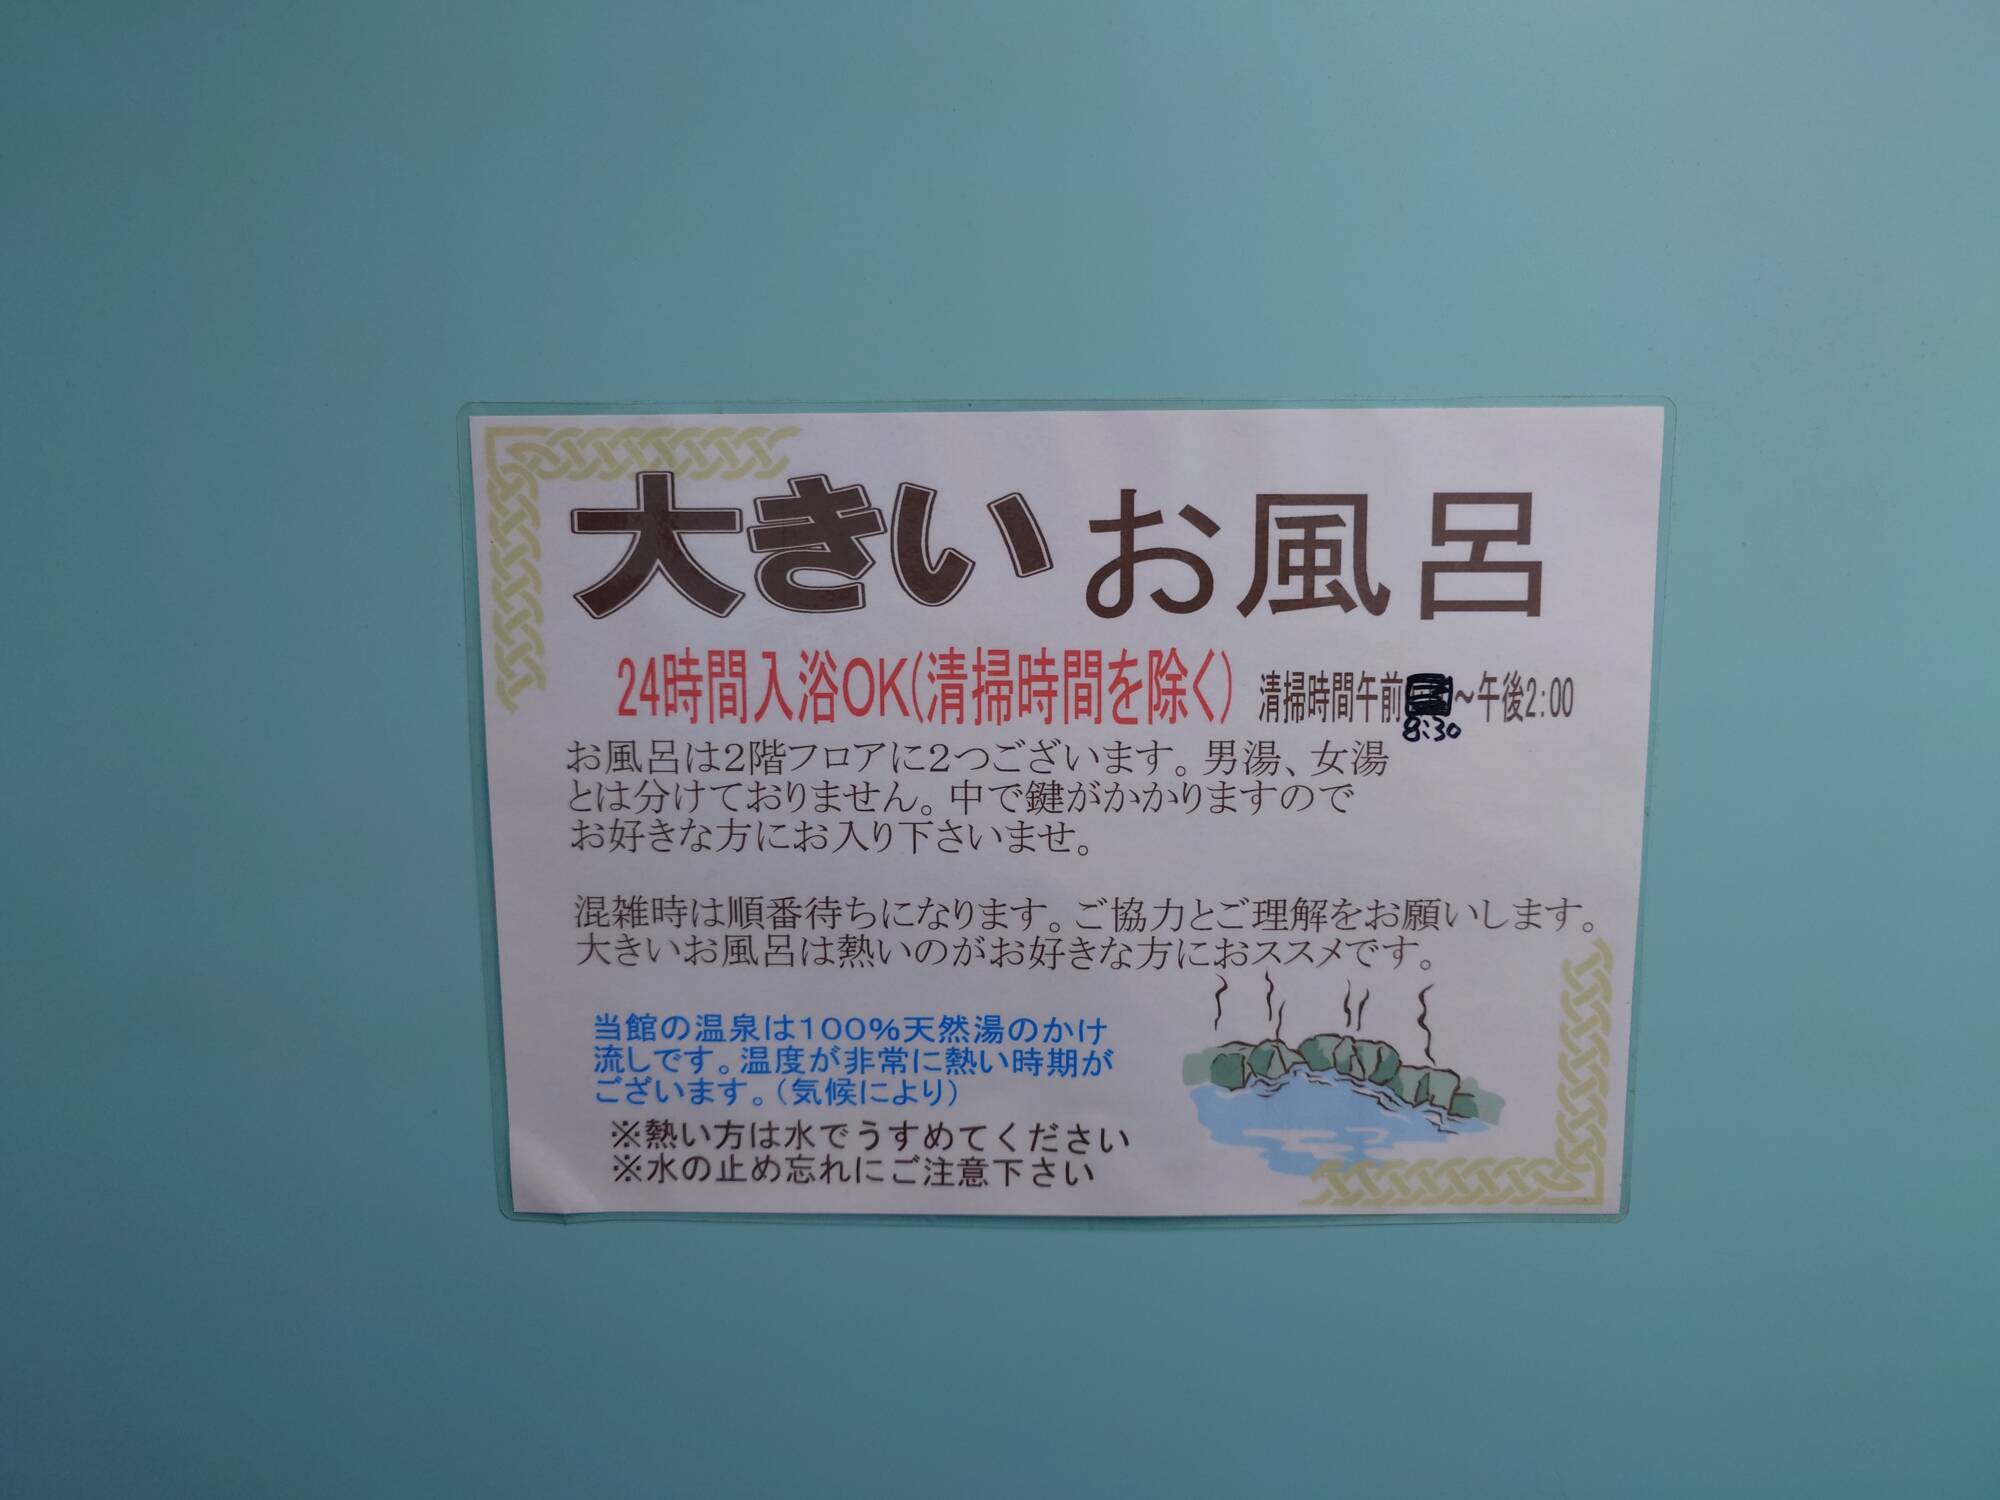 大きいお風呂
24時間入浴OK(清掃時間を除く) 清掃時間午前 ～午後2:00
8:30
お風呂は2階フロアに2つございます。男湯、女湯
とは分けておりません。中で鍵がかかりますので
お好きな方にお入り下さいませ。
混雑時は順番待ちになります。ご協力とご理解をお願いします。
大きいお風呂は熱いのがお好きな方におススメです。
当館の温泉は100%天然湯のかけ
流しです。温度が非常に熱い時期が
ございます。(気候により)
※熱い方は水でうすめてください
※水の止め忘れにご注意下さい